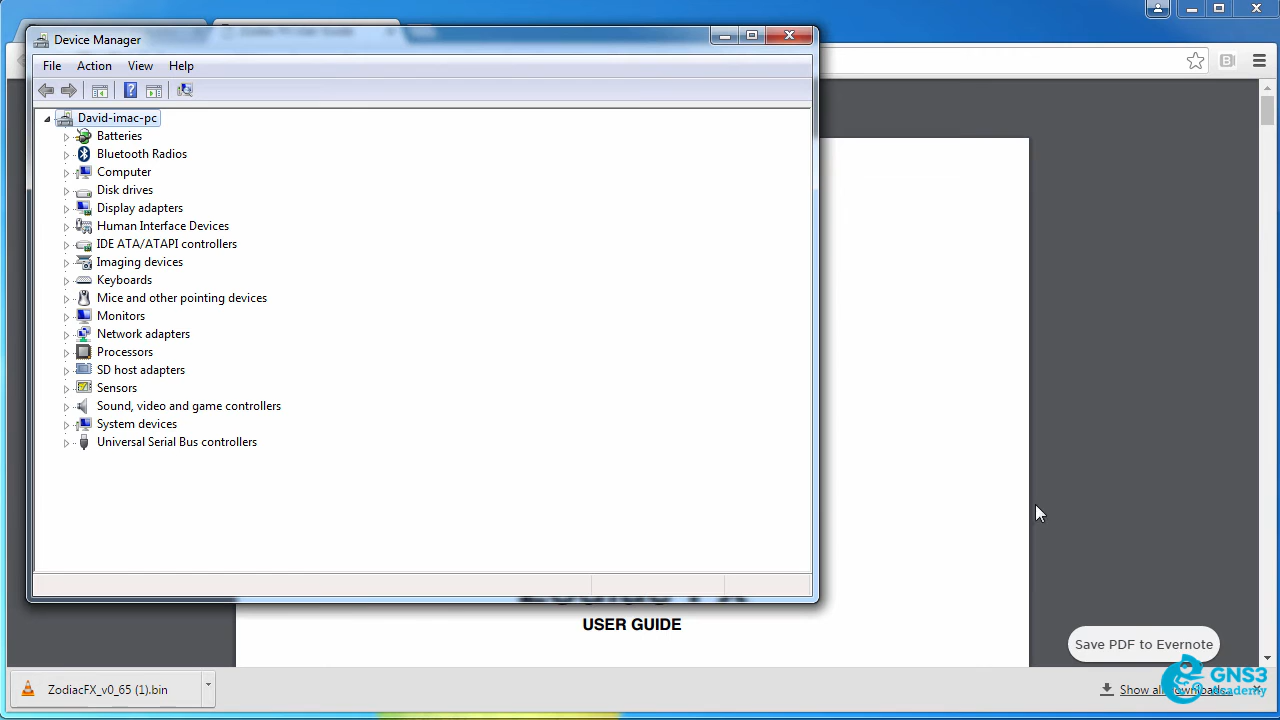 Device Manager
File Action View Help
David-imac-pc
Batteries
Bluetooth Radios
Computer
Disk drives
Display adapters
Human Interface Devices
IDE ATA/ATAPI controllers
Imaging devices
Keyboards
Mice and other pointing devices
Monitors
Network adapters
Processors
SD host adapters
Sensors
Sound, video and game controllers
System devices
Universal Serial Bus controllers
USER GUIDE
Save PDF to Evernote
ZodiacFX_v0_65 (1).bin
Show all downloads...
GNS3
Academy